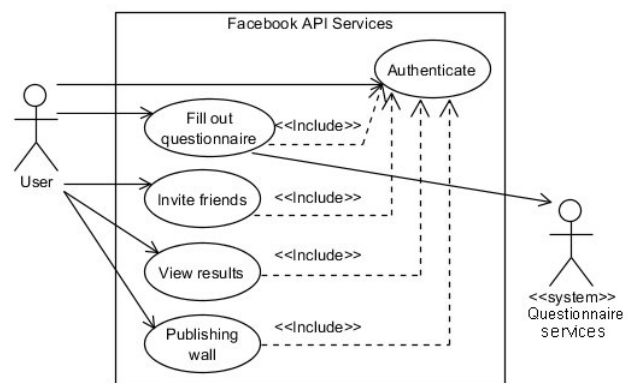 Facebook API Services
Authenticate
Fill out
questionnaire
<<Include>>
User
Invite friends
<<Include>>
View results
<<Include>>
<<system>>
Questionnaire
services
Publishing
wall
<<Include>>